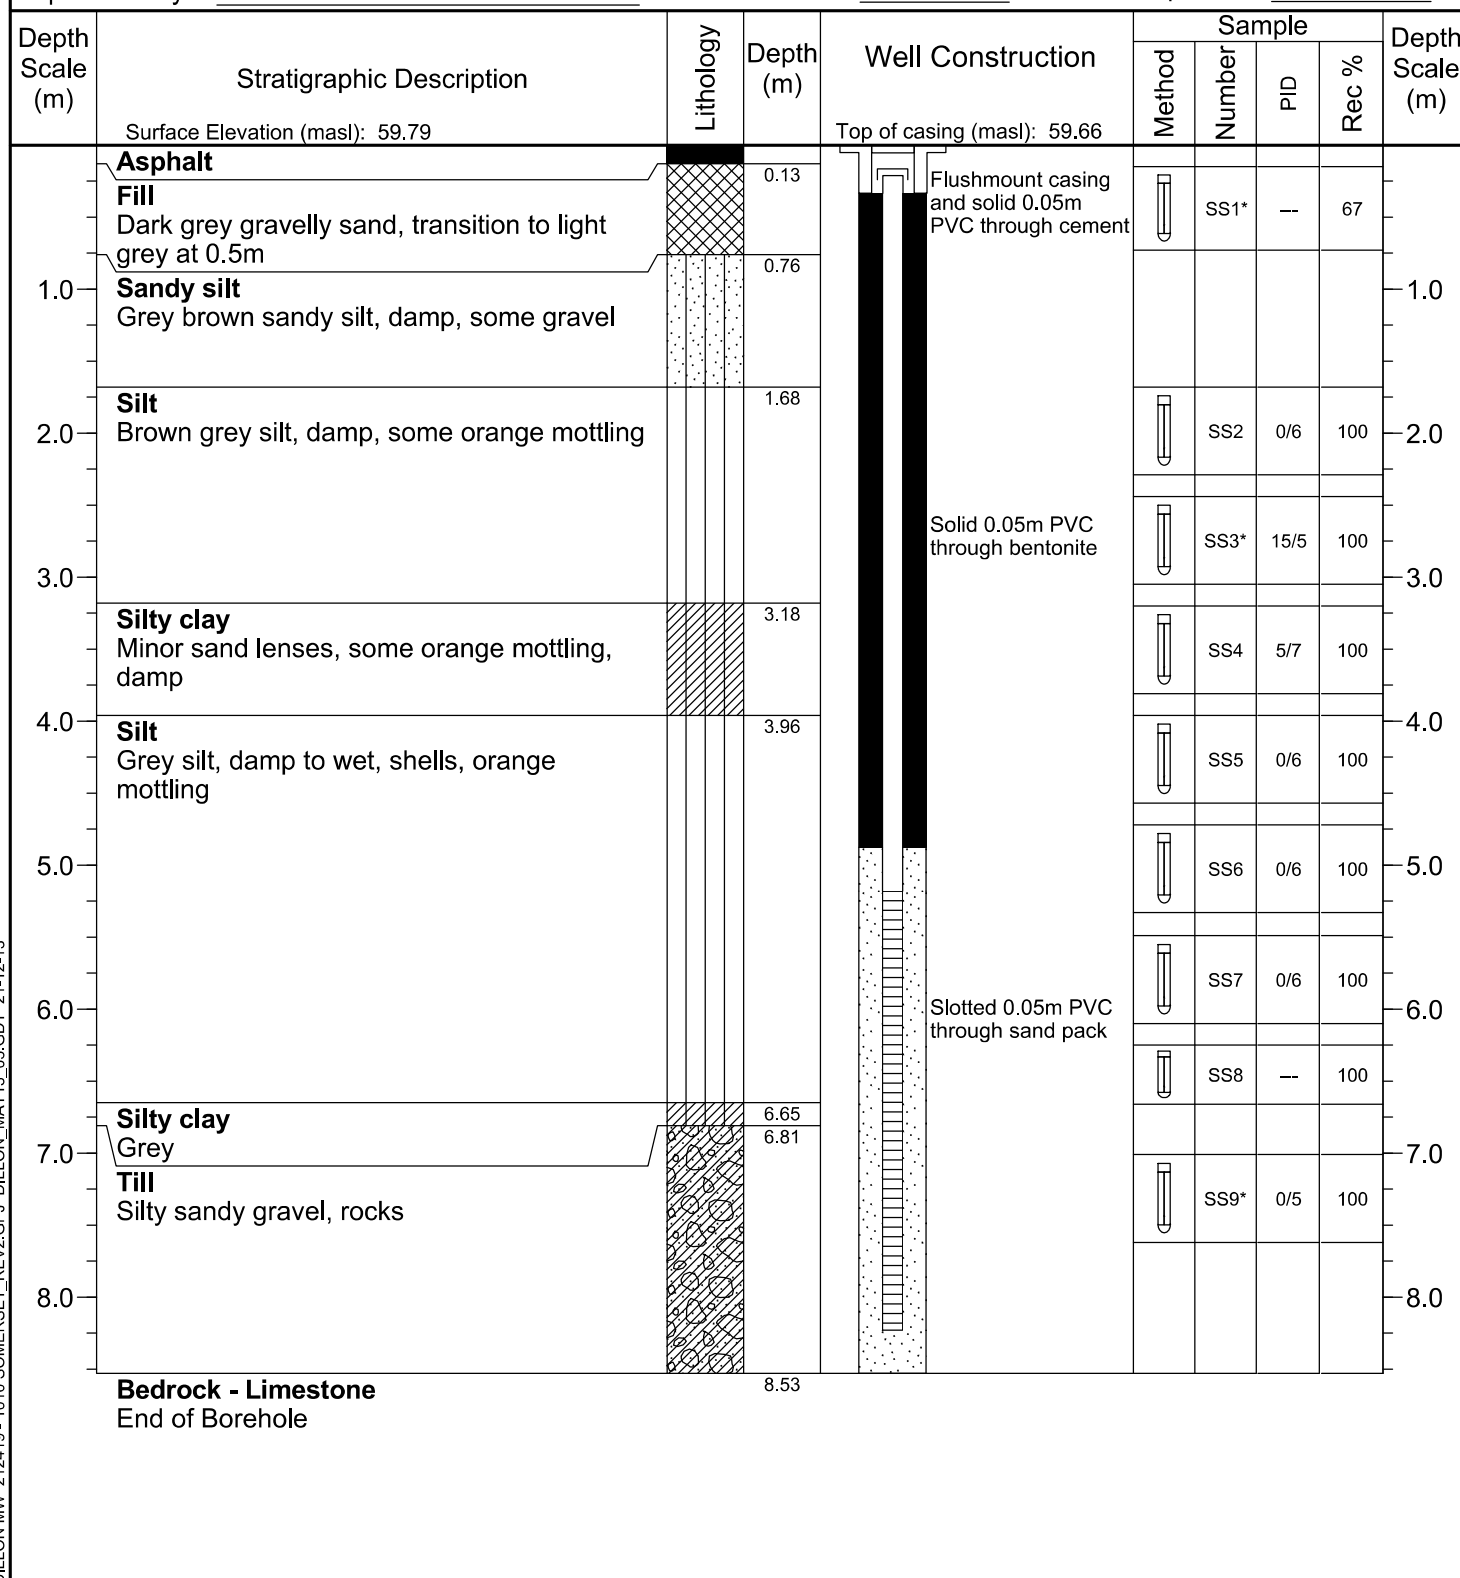 Depth
Scale
(m)
Stratigraphic Description
Surface Elevation (masl): 59.79
Lithology
Depth
(m)
Well Construction
Top of casing (masl): 59.66
Sample
Method
Number
PID
Rec %
Depth
Scale
(m)
Asphalt
0.13
Fill
Dark grey gravelly sand, transition to light
grey at 0.5m
0.76
Flushmount casing
and solid 0.05m
PVC through cement
SS1* --- 67
1.0
Sandy silt
Grey brown sandy silt, damp, some gravel
1.0
Silt
1.68
Brown grey silt, damp, some orange mottling
2.0
SS2 0/6 100
2.0
Solid 0.05m PVC
through bentonite
SS3* 15/5 100
3.0
3.0
Silty clay
3.18
Minor sand lenses, some orange mottling,
damp
SS4 5/7 100
4.0
4.0
Silt
3.96
Grey silt, damp to wet, shells, orange
mottling
SS5 0/6 100
5.0
SS6 0/6 100
5.0
SS7 0/6 100
6.0
Slotted 0.05m PVC
through sand pack
6.0
SS8 --- 100
Silty clay
6.65
Grey
6.81
7.0
7.0
Till
Silty sandy gravel, rocks
SS9* 0/5 100
8.0
8.0
Bedrock - Limestone
8.53
End of Borehole